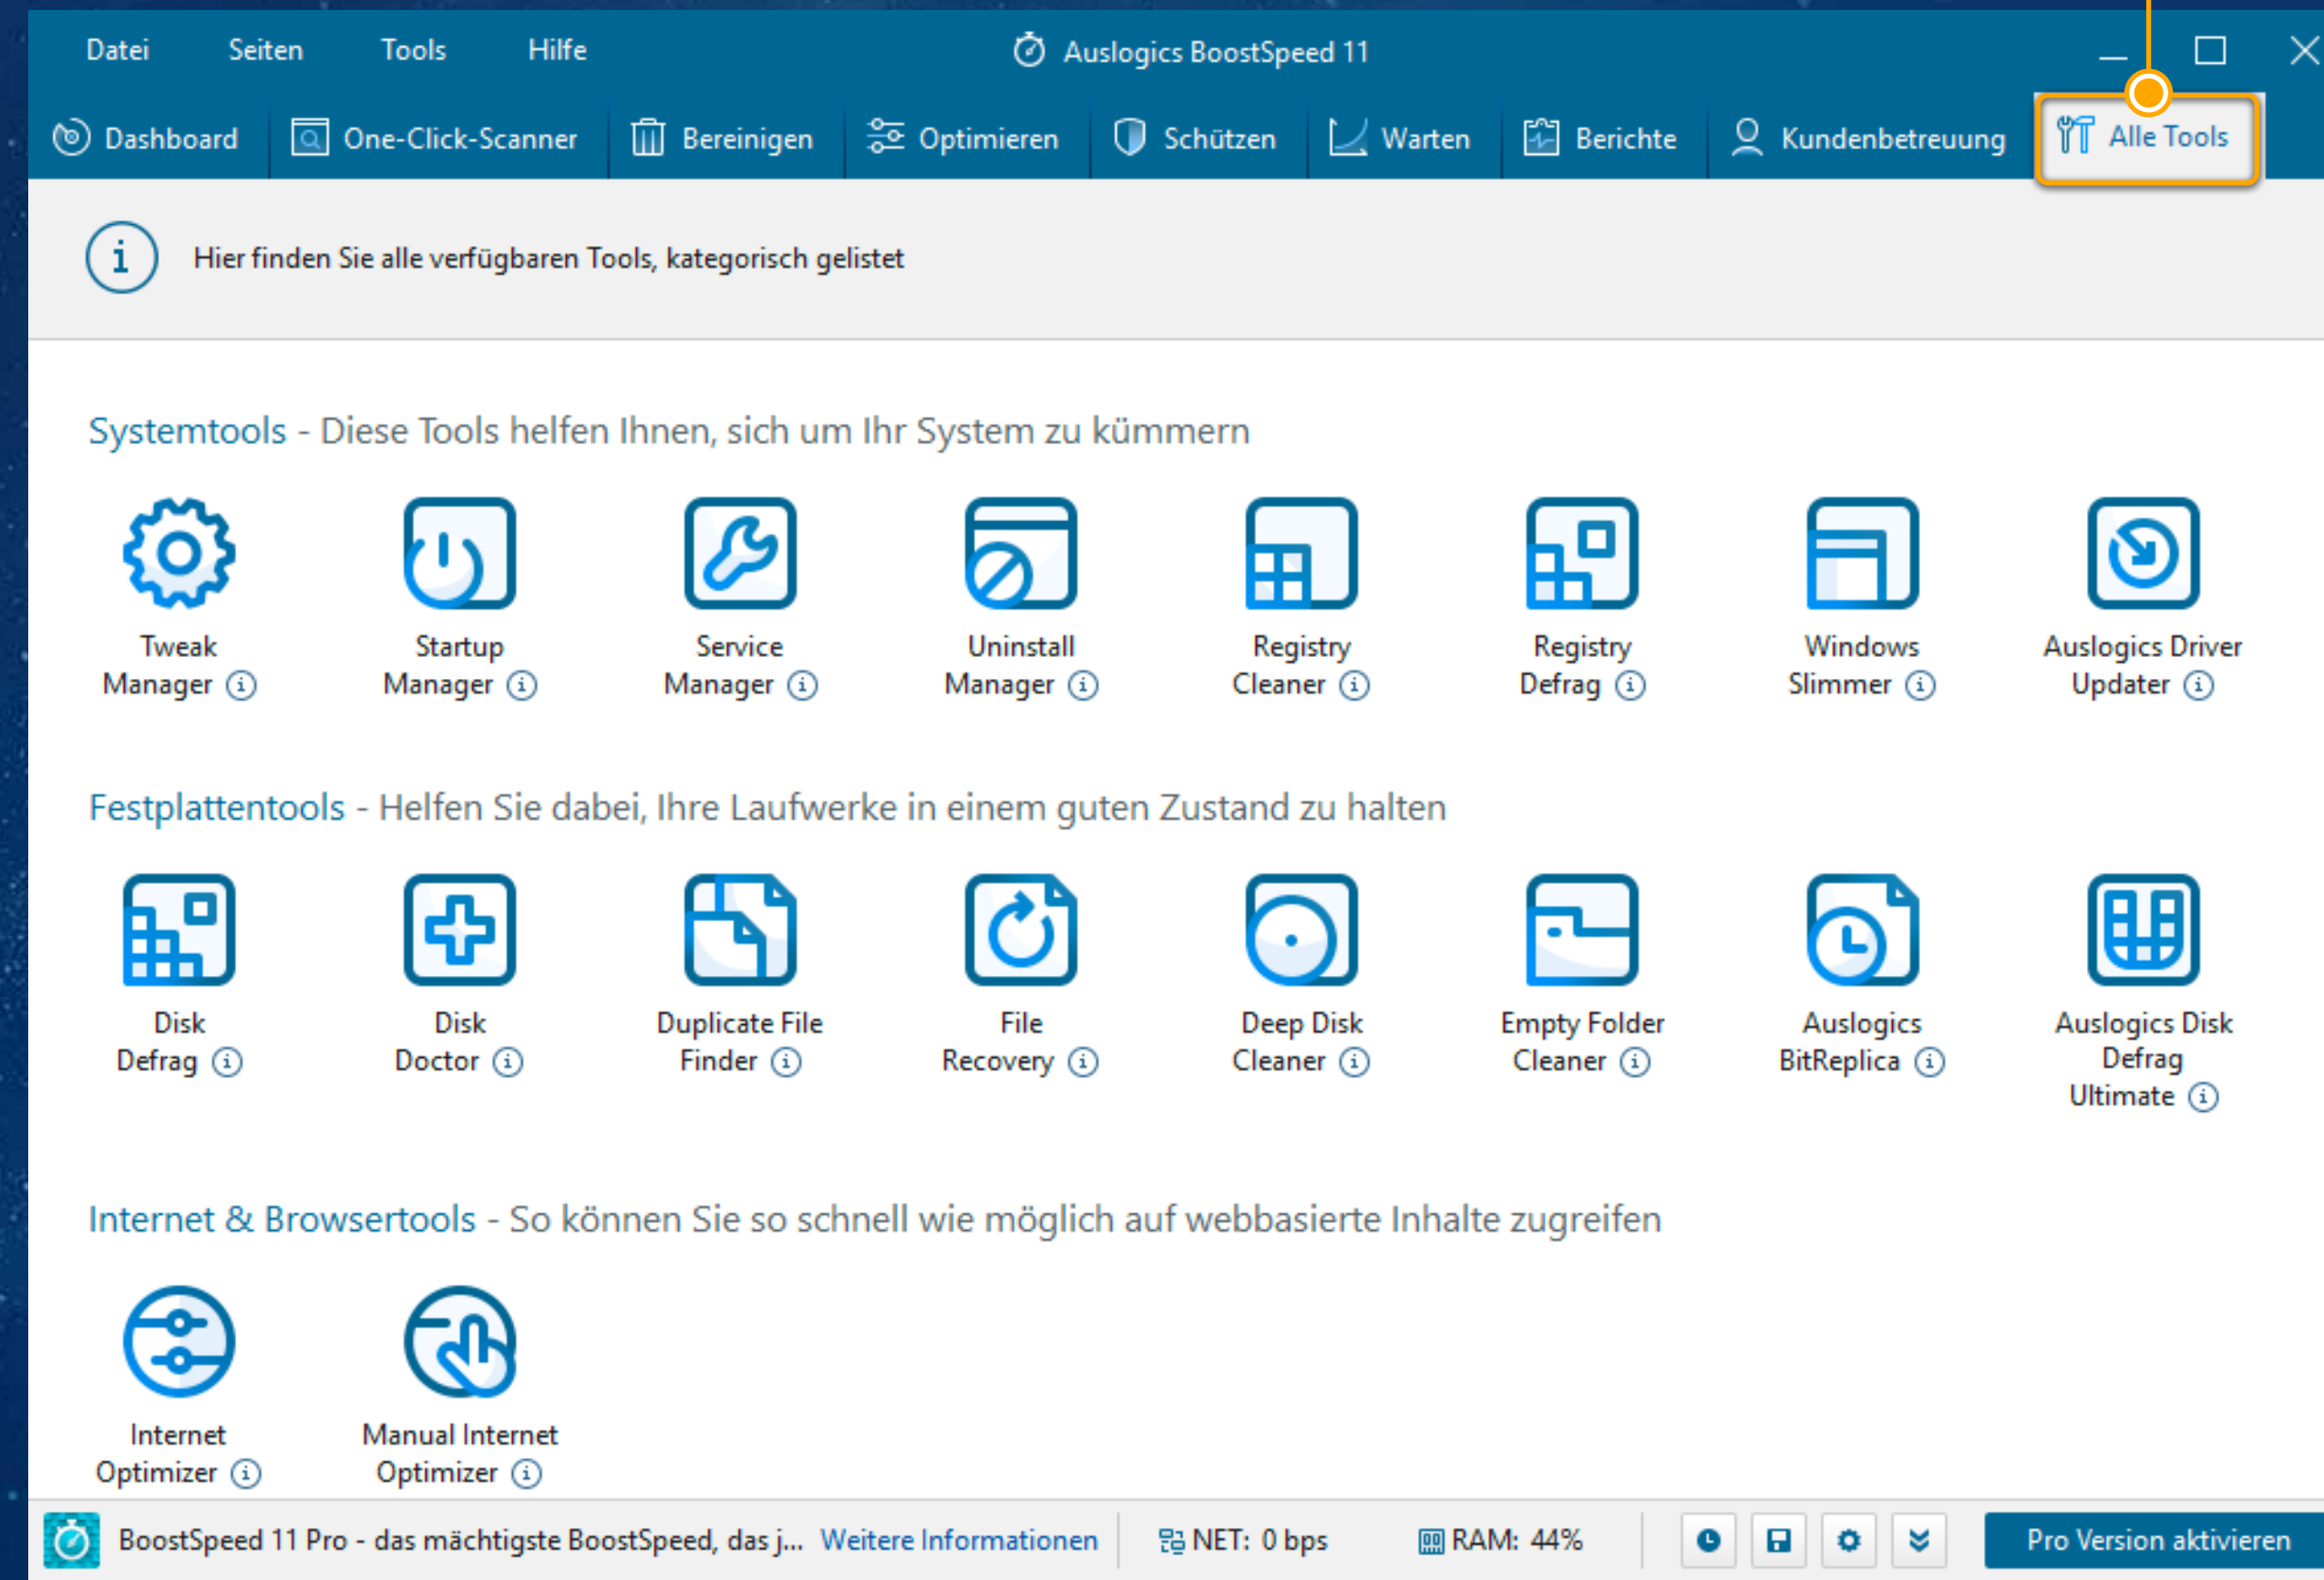 Datei Seiten Tools Hilfe Auslogics BoostSpeed 11
Dashboard One-Click-Scanner Bereinigen Optimieren Schützen Warten Berichte Kundenbetreuung Alle Tools
Hier finden Sie alle verfügbaren Tools, kategorisch gelistet
Systemtools - Diese Tools helfen Ihnen, sich um Ihr System zu kümmern
Tweak Manager
Startup Manager
Service Manager
Uninstall Manager
Registry Cleaner
Registry Defrag
Windows Slimmer
Auslogics Driver Updater
Festplattentools - Helfen Sie dabei, Ihre Laufwerke in einem guten Zustand zu halten
Disk Defrag
Disk Doctor
Duplicate File Finder
File Recovery
Deep Disk Cleaner
Empty Folder Cleaner
Auslogics BitReplica
Auslogics Disk Defrag Ultimate
Internet & Browsertools - So können Sie so schnell wie möglich auf webbasierte Inhalte zugreifen
Internet Optimizer
Manual Internet Optimizer
BoostSpeed 11 Pro - das mächtigste BoostSpeed, das j... Weitere Informationen NET: 0 bps RAM: 44% Pro Version aktivieren